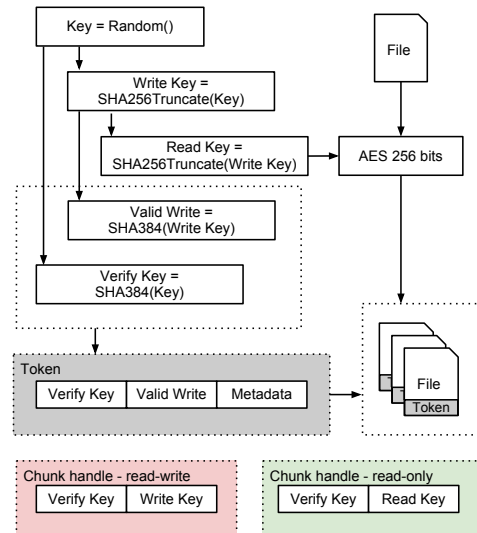 Key = Random()
File
Write Key =
SHA256Truncate(Key)
Read Key =
SHA256Truncate(Write Key)
AES 256 bits
Valid Write =
SHA384(Write Key)
Verify Key =
SHA384(Key)
Token
Verify Key Valid Write Metadata
File
Token
Chunk handle - read-write
Verify Key Write Key
Chunk handle - read-only
Verify Key Read Key